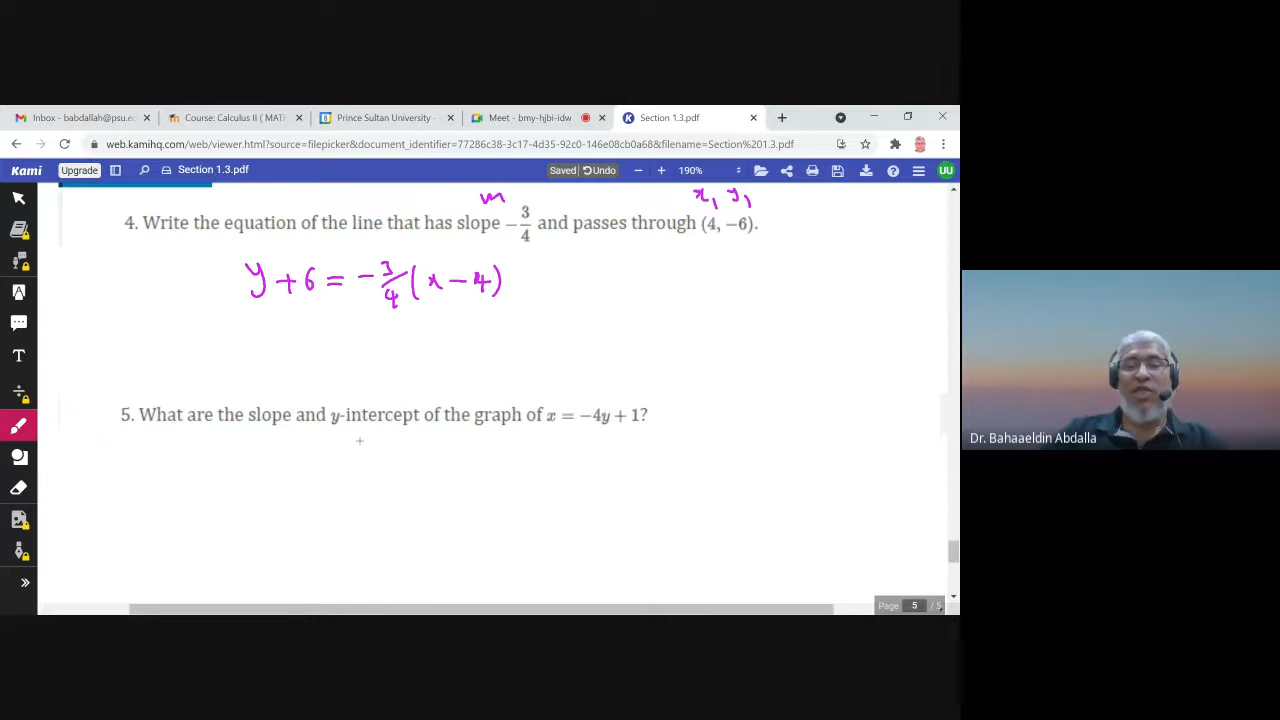 Inbox - babdallah@psu.e
Course: Calculus II ( MAT
Prince Sultan University -
Meet - bmy-hjbi-idw
Section 1.3.pdf
web.kamihq.com/web/viewer.html?source=filepicker&document_identifier=77286c38-3c17-4d35-92c0-146e08cb0a68&filename=Section%201.3.pdf
Kami Upgrade Section 1.3.pdf Saved Undo 190% UU
m x₁ y₁
4. Write the equation of the line that has slope −3/4 and passes through (4, −6).
y + 6 = −3/4 (x − 4)
5. What are the slope and y-intercept of the graph of x = −4y + 1?
Dr. Bahaaeldin Abdalla
Page 5 / 5